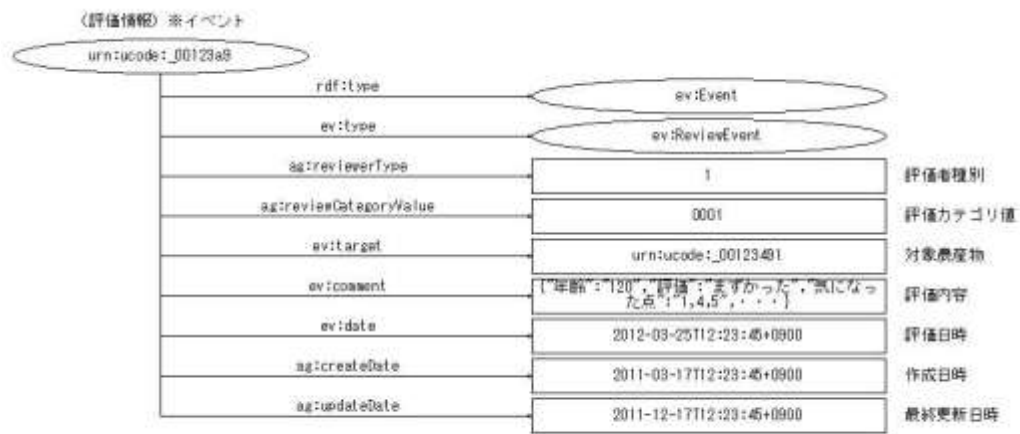 (評価情報) ※イベント
urn:ucode:_00123a9
rdf:type
ev:Event
ev:type
ev:ReviewEvent
ag:reviewerType
1
評価者種別
ag:reviewCategoryValue
0001
評価カテゴリ値
ev:target
urn:ucode:_00123491
対象農産物
ev:comment
{"年齢":"120","評価":"まずかった","気になっ
た点":"1,4,5",・・・}
評価内容
ev:date
2012-03-25T12:23:45+0900
評価日時
ag:createDate
2011-03-17T12:23:45+0900
作成日時
ag:updateDate
2011-12-17T12:23:45+0900
最終更新日時